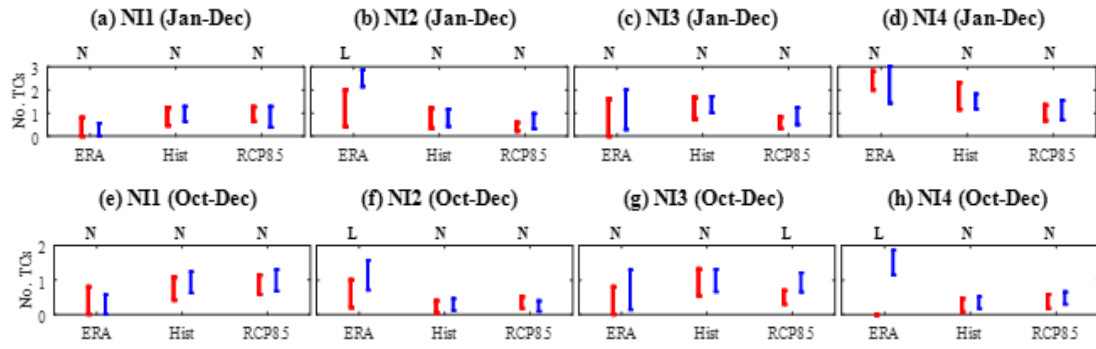 (a) NI1 (Jan-Dec) (b) NI2 (Jan-Dec) (c) NI3 (Jan-Dec) (d) NI4 (Jan-Dec)
N N N L N N N N N N N N
No. TCs 3 2 1 0
ERA Hist RCP85 ERA Hist RCP85 ERA Hist RCP85 ERA Hist RCP85
(e) NI1 (Oct-Dec) (f) NI2 (Oct-Dec) (g) NI3 (Oct-Dec) (h) NI4 (Oct-Dec)
N N N L N N N N L L N N
No. TCs 2 1 0
ERA Hist RCP85 ERA Hist RCP85 ERA Hist RCP85 ERA Hist RCP85